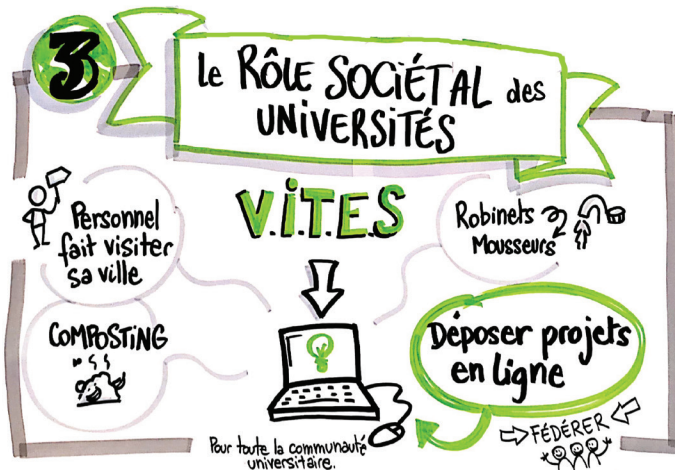 3
Le RÔLE SOCIÉTAL des
UNIVERSITÉS
V.I.T.E.S
Personnel
fait visiter
sa ville
Robinets
Mousseurs
COMPOSTING
Déposer projets
en ligne
FÉDÉRER
Pour toute la communauté
universitaire.